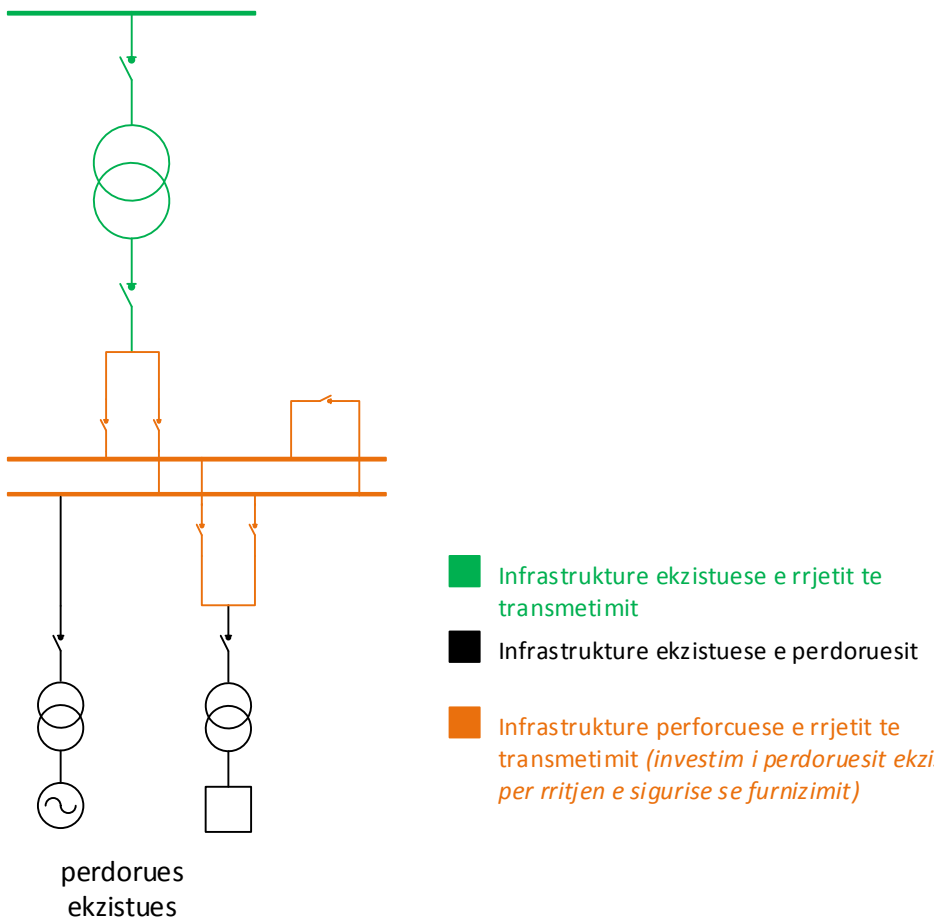 Infrastrukture ekzistuese e rrjetit te
transmetimit
Infrastrukture ekzistuese e perdoruesit
Infrastrukture perforcuese e rrjetit te
transmetimit (investim i perdoruesit
per rritjen e sigurise se furnizimit)
perdorues
ekzistues